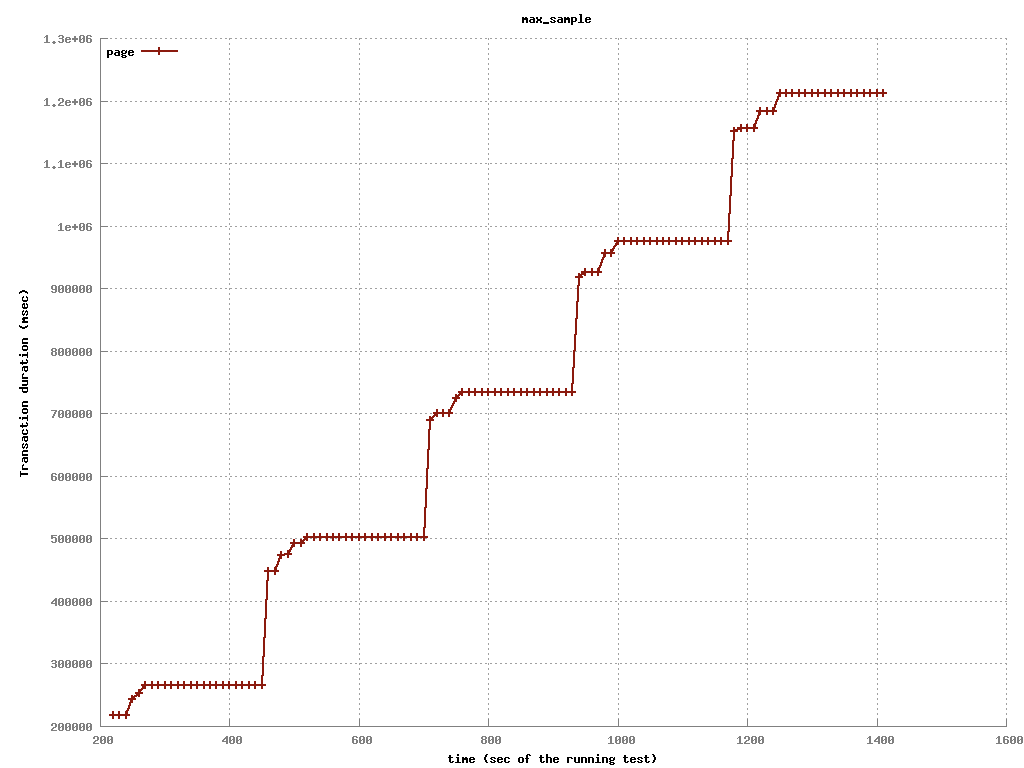 max_sample
page
1.3e+06
1.2e+06
1.1e+06
1e+06
900000
800000
700000
600000
500000
400000
300000
200000
Transaction duration (msec)
200 400 600 800 1000 1200 1400 1600
time (sec of the running test)